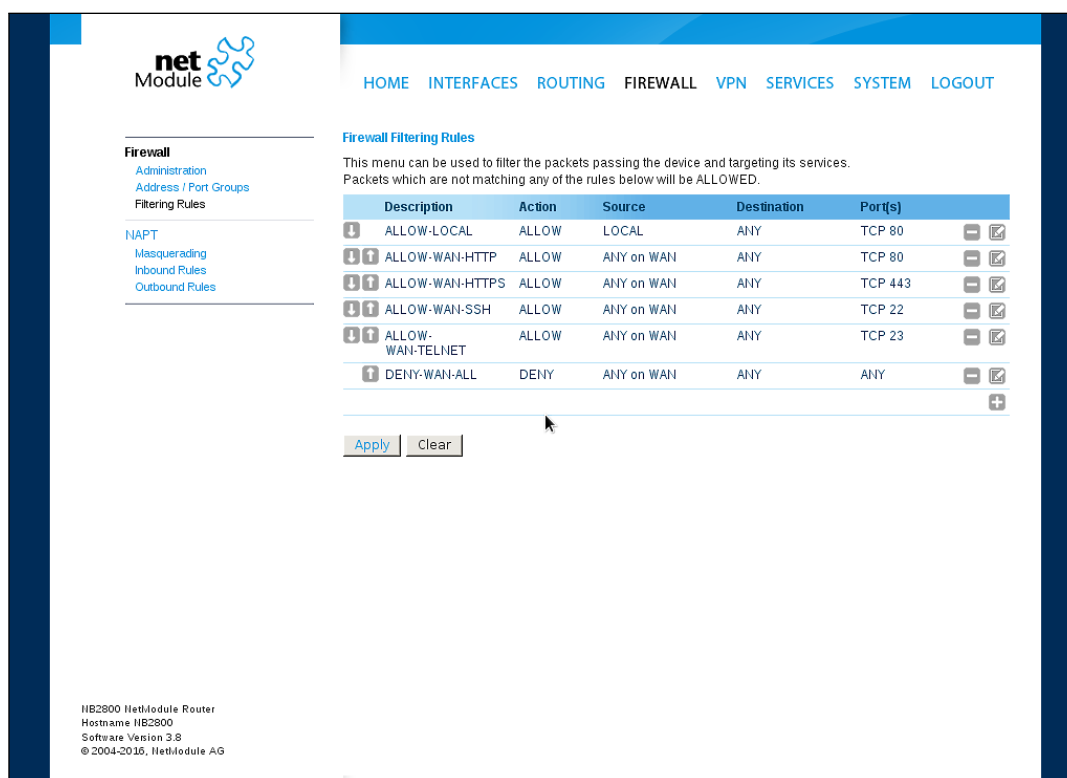 net
Module
HOME INTERFACES ROUTING FIREWALL VPN SERVICES SYSTEM LOGOUT
Firewall
Administration
Address / Port Groups
Filtering Rules
NAPT
Masquerading
Inbound Rules
Outbound Rules
Firewall Filtering Rules
This menu can be used to filter the packets passing the device and targeting its services.
Packets which are not matching any of the rules below will be ALLOWED.
Description Action Source Destination Port(s)
ALLOW-LOCAL ALLOW LOCAL ANY TCP 80
ALLOW-WAN-HTTP ALLOW ANY on WAN ANY TCP 80
ALLOW-WAN-HTTPS ALLOW ANY on WAN ANY TCP 443
ALLOW-WAN-SSH ALLOW ANY on WAN ANY TCP 22
ALLOW- ALLOW ANY on WAN ANY TCP 23
WAN-TELNET
DENY-WAN-ALL DENY ANY on WAN ANY ANY
Apply Clear
NB2800 NetModule Router
Hostname NB2800
Software Version 3.8
© 2004-2016, NetModule AG